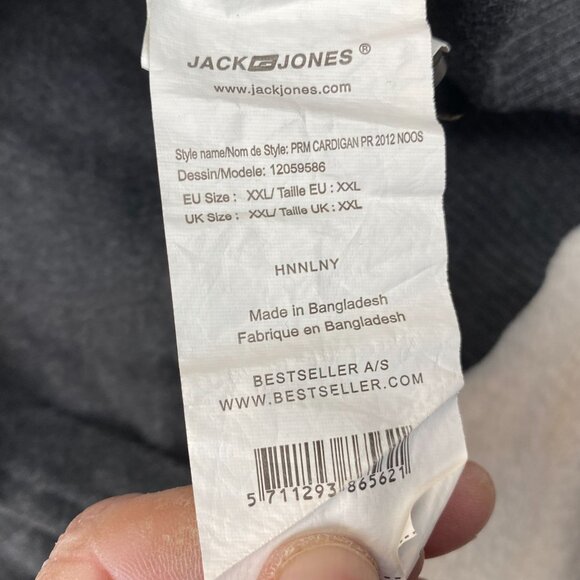 JACK JONES ®
www.jackjones.com
Style name/Nom de Style: PRM CARDIGAN PR 2012 NOOS
Dessin/Modele: 12059586
EU Size : XXL/ Taille EU : XXL
UK Size : XXL/ Taille UK : XXL
HNNLNY
Made in Bangladesh
Fabrique en Bangladesh
BESTSELLER A/S
WWW.BESTSELLER.COM
5 711293 865621